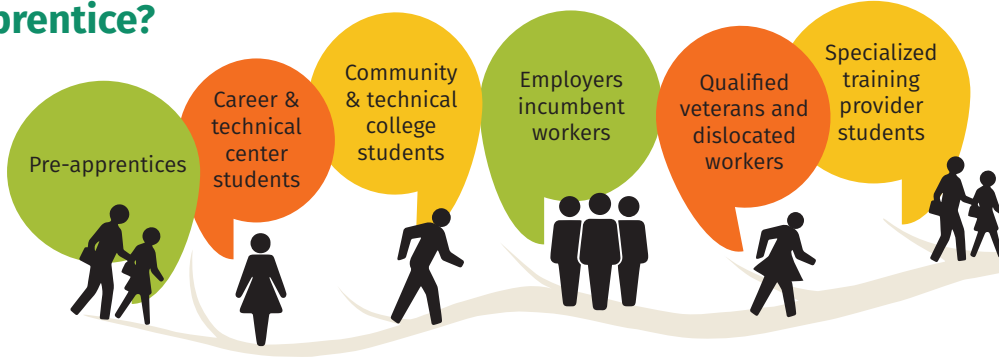 prentice?
Pre-apprentices
Career &
technical
center
students
Community
& technical
college
students
Employers
incumbent
workers
Qualified
veterans and
dislocated
workers
Specialized
training
provider
students